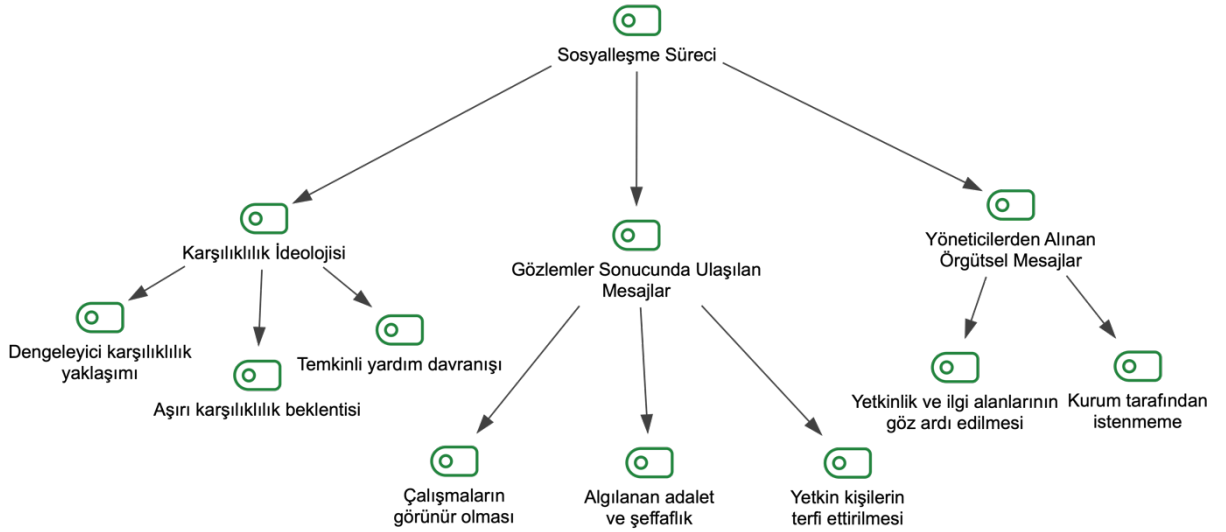 Sosyalleşme Süreci
Karşılıklılık İdeolojisi
Gözlemler Sonucunda Ulaşılan
Mesajlar
Yöneticilerden Alınan
Örgütsel Mesajlar
Dengeleyici karşılıklılık
yaklaşımı
Aşırı karşılıklılık beklentisi
Temkinli yardım davranışı
Çalışmaların
görünür olması
Algılanan adalet
ve şeffaflık
Yetkin kişilerin
terfi ettirilmesi
Yetkinlik ve ilgi alanlarının
göz ardı edilmesi
Kurum tarafından
istenmeme